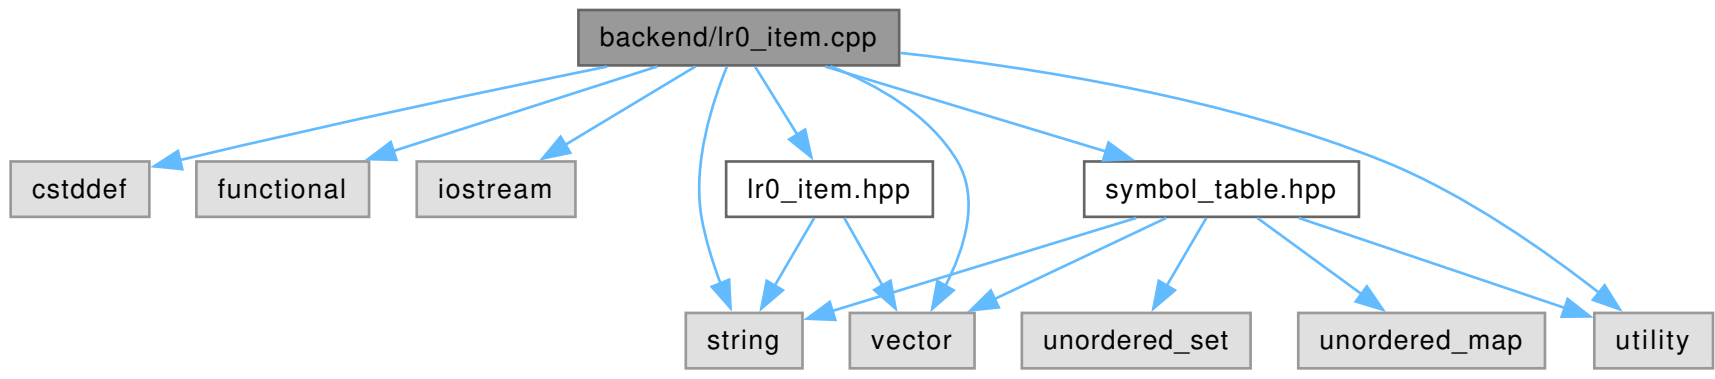 backend/lr0_item.cpp
cstddef
functional
iostream
lr0_item.hpp
symbol_table.hpp
string
vector
unordered_set
unordered_map
utility